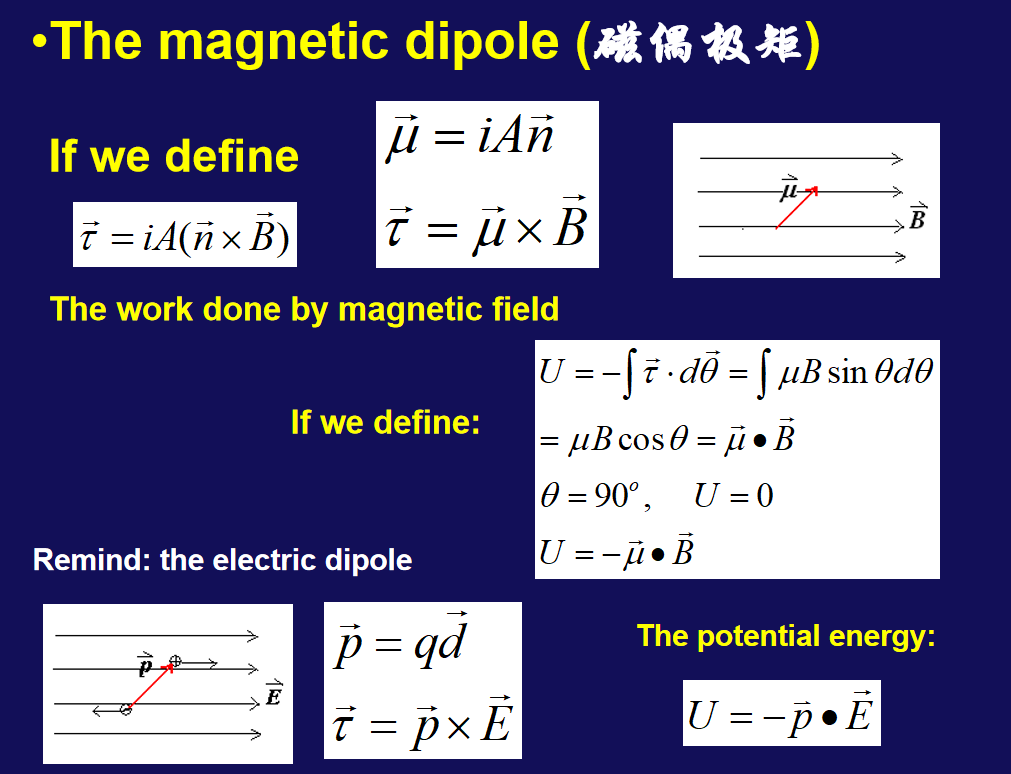 •The magnetic dipole (磁偶极矩)
If we define
$\vec{\mu} = iA\vec{n}$
$\vec{\tau} = iA(\vec{n} \times \vec{B})$
$\vec{\tau} = \vec{\mu} \times \vec{B}$
$\vec{\mu}$
$\vec{B}$
The work done by magnetic field
If we define:
$U = -\int \vec{\tau} \cdot d\vec{\theta} = \int \mu B \sin\theta d\theta$
$= \mu B \cos\theta = \vec{\mu} \bullet \vec{B}$
$\theta = 90^{o}, \quad U = 0$
$U = -\vec{\mu} \bullet \vec{B}$
Remind: the electric dipole
$\vec{p}$
$\vec{E}$
$\vec{p} = q\vec{d}$
$\vec{\tau} = \vec{p} \times \vec{E}$
The potential energy:
$U = -\vec{p} \bullet \vec{E}$